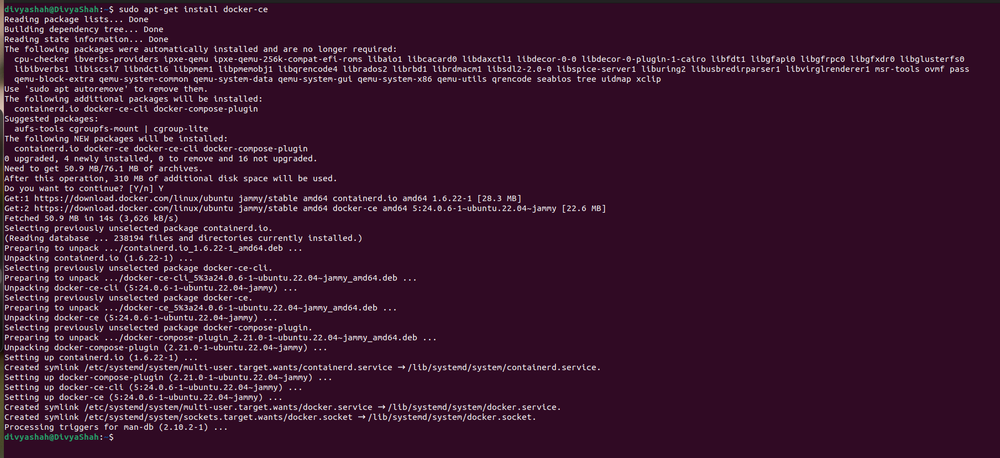 divyashah@DivyaShah:~$ sudo apt-get install docker-ce
Reading package lists... Done
Building dependency tree... Done
Reading state information... Done
The following packages were automatically installed and are no longer required:
  cpu-checker ibverbs-providers ipxe-qemu ipxe-qemu-256k-compat-efi-roms libaio1 libcacard0 libdaxctl1 libdecor-0-0 libdecor-0-plugin-1-cairo libfdt1 libgfapi0 libgfrpc0 libgfxdr0 libglusterfs0
  libibverbs1 libiscsi7 libndctl6 libpmem1 libpmemobj1 libqrencode4 librados2 librbd1 librdmacm1 libsdl2-2.0-0 libspice-server1 liburing2 libusbredirparser1 libvirglrenderer1 msr-tools ovmf pass
  qemu-block-extra qemu-system-common qemu-system-data qemu-system-gui qemu-system-x86 qemu-utils qrencode seabios tree uidmap xclip
Use 'sudo apt autoremove' to remove them.
The following additional packages will be installed:
  containerd.io docker-ce-cli docker-compose-plugin
Suggested packages:
  aufs-tools cgroupfs-mount | cgroup-lite
The following NEW packages will be installed:
  containerd.io docker-ce docker-ce-cli docker-compose-plugin
0 upgraded, 4 newly installed, 0 to remove and 16 not upgraded.
Need to get 50.9 MB/76.1 MB of archives.
After this operation, 310 MB of additional disk space will be used.
Do you want to continue? [Y/n] Y
Get:1 https://download.docker.com/linux/ubuntu jammy/stable amd64 containerd.io amd64 1.6.22-1 [28.3 MB]
Get:2 https://download.docker.com/linux/ubuntu jammy/stable amd64 docker-ce amd64 5:24.0.6-1~ubuntu.22.04~jammy [22.6 MB]
Fetched 50.9 MB in 14s (3,626 kB/s)
Selecting previously unselected package containerd.io.
(Reading database ... 238194 files and directories currently installed.)
Preparing to unpack .../containerd.io_1.6.22-1_amd64.deb ...
Unpacking containerd.io (1.6.22-1) ...
Selecting previously unselected package docker-ce-cli.
Preparing to unpack .../docker-ce-cli_5%3a24.0.6-1~ubuntu.22.04~jammy_amd64.deb ...
Unpacking docker-ce-cli (5:24.0.6-1~ubuntu.22.04~jammy) ...
Selecting previously unselected package docker-ce.
Preparing to unpack .../docker-ce_5%3a24.0.6-1~ubuntu.22.04~jammy_amd64.deb ...
Unpacking docker-ce (5:24.0.6-1~ubuntu.22.04~jammy) ...
Selecting previously unselected package docker-compose-plugin.
Preparing to unpack .../docker-compose-plugin_2.21.0-1~ubuntu.22.04~jammy_amd64.deb ...
Unpacking docker-compose-plugin (2.21.0-1~ubuntu.22.04~jammy) ...
Setting up containerd.io (1.6.22-1) ...
Created symlink /etc/systemd/system/multi-user.target.wants/containerd.service → /lib/systemd/system/containerd.service.
Setting up docker-compose-plugin (2.21.0-1~ubuntu.22.04~jammy) ...
Setting up docker-ce-cli (5:24.0.6-1~ubuntu.22.04~jammy) ...
Setting up docker-ce (5:24.0.6-1~ubuntu.22.04~jammy) ...
Created symlink /etc/systemd/system/multi-user.target.wants/docker.service → /lib/systemd/system/docker.service.
Created symlink /etc/systemd/system/sockets.target.wants/docker.socket → /lib/systemd/system/docker.socket.
Processing triggers for man-db (2.10.2-1) ...
divyashah@DivyaShah:~$